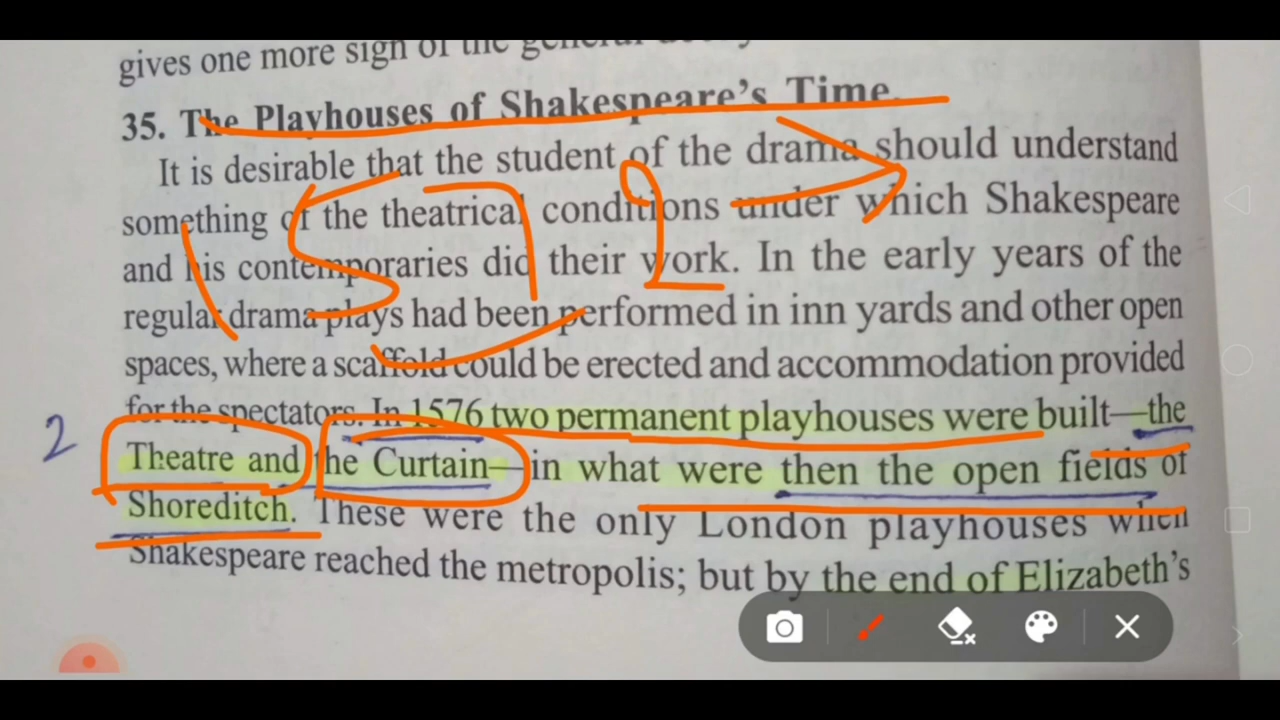 gives one more sign of the general
35. The Playhouses of Shakespeare's Time.
It is desirable that the student of the drama should understand
something of the theatrical conditions under which Shakespeare
and his contemporaries did their work. In the early years of the
regular drama plays had been performed in inn yards and other open
spaces, where a scaffold could be erected and accommodation provided
for the spectators. In 1576 two permanent playhouses were built—the
2 Theatre and the Curtain—in what were then the open fields of
Shoreditch. These were the only London playhouses when
Shakespeare reached the metropolis; but by the end of Elizabeth's